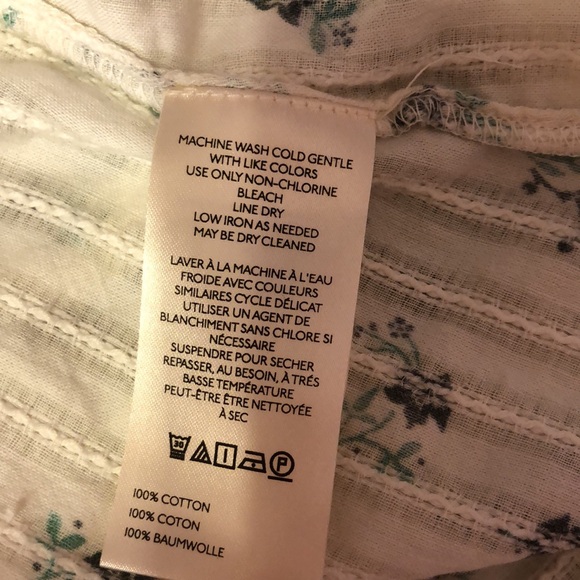 MACHINE WASH COLD GENTLE
WITH LIKE COLORS
USE ONLY NON-CHLORINE
BLEACH
LINE DRY
LOW IRON AS NEEDED
MAY BE DRY CLEANED
LAVER À LA MACHINE À L'EAU
FROIDE AVEC COULEURS
SIMILAIRES CYCLE DÉLICAT
UTILISER UN AGENT DE
BLANCHIMENT SANS CHLORE SI
NÉCESSAIRE
SUSPENDRE POUR SECHER
REPASSER, AU BESOIN, À TRÉS
BASSE TEMPÉRATURE
PEUT-ÊTRE ÊTRE NETTOYÉE
À SEC
30 P
100% COTTON
100% COTON
100% BAUMWOLLE